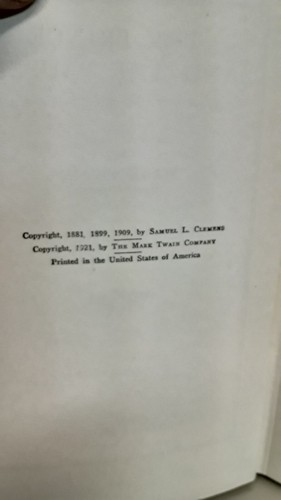 Copyright, 1881, 1899, 1909, by SAMUEL L. CLEMENS
Copyright, 1921, by THE MARK TWAIN COMPANY
Printed in the United States of America